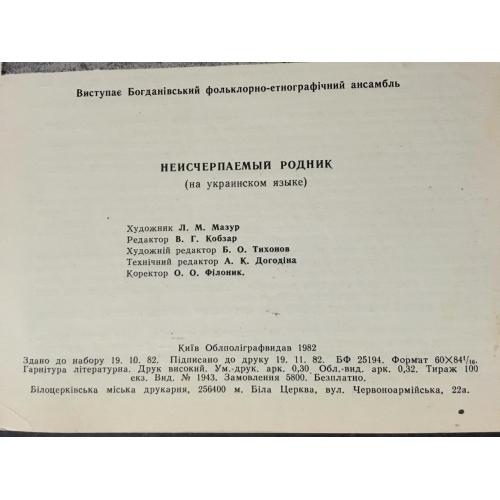 Виступає Богданівський фольклорно-етнографічний ансамбль
НЕИСЧЕРПАЕМЫЙ РОДНИК
(на украинском языке)
Художник Л. М. Мазур
Редактор В. Г. Кобзар
Художній редактор Б. О. Тихонов
Технічний редактор А. К. Догодіна
Коректор О. О. Філоник.
Київ Облполіграфвидав 1982
Здано до набору 19. 10. 82. Підписано до друку 19. 11. 82. БФ 25194. Формат 60×84¹/₁₆.
Гарнітура літературна. Друк високий. Ум.-друк. арк. 0,30. Обл.-вид. арк. 0,32. Тираж 100
екз. Вид. № 1943. Замовлення 5800. Безплатно.
Білоцерківська міська друкарня, 256400 м. Біла Церква, вул. Червоноармійська, 22а.